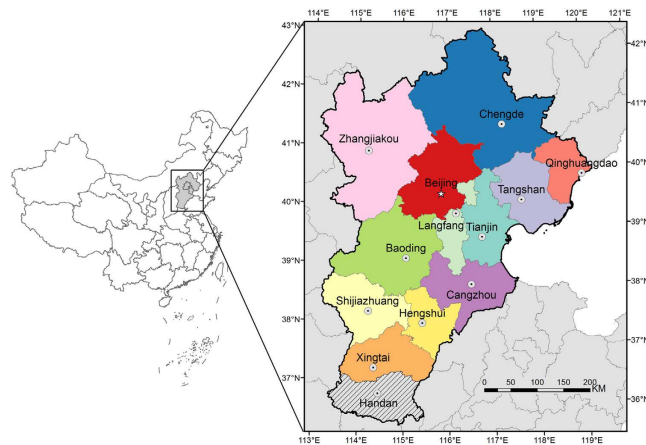 114°E 115°E 116°E 117°E 118°E 119°E 120°E 121°E
43°N
42°N
42°N
41°N
Chengde
Zhangjiakou
41°N
40°N
Qinghuangdao
Beijing
Tangshan
40°N
Langfang
Tianjin
39°N
Baoding
39°N
38°N
Cangzhou
Shijiazhuang
Hengshui
38°N
37°N
Xingtai
37°N
0 50 100 150 200
KM
Handan
36°N
113°E 114°E 115°E 116°E 117°E 118°E 119°E